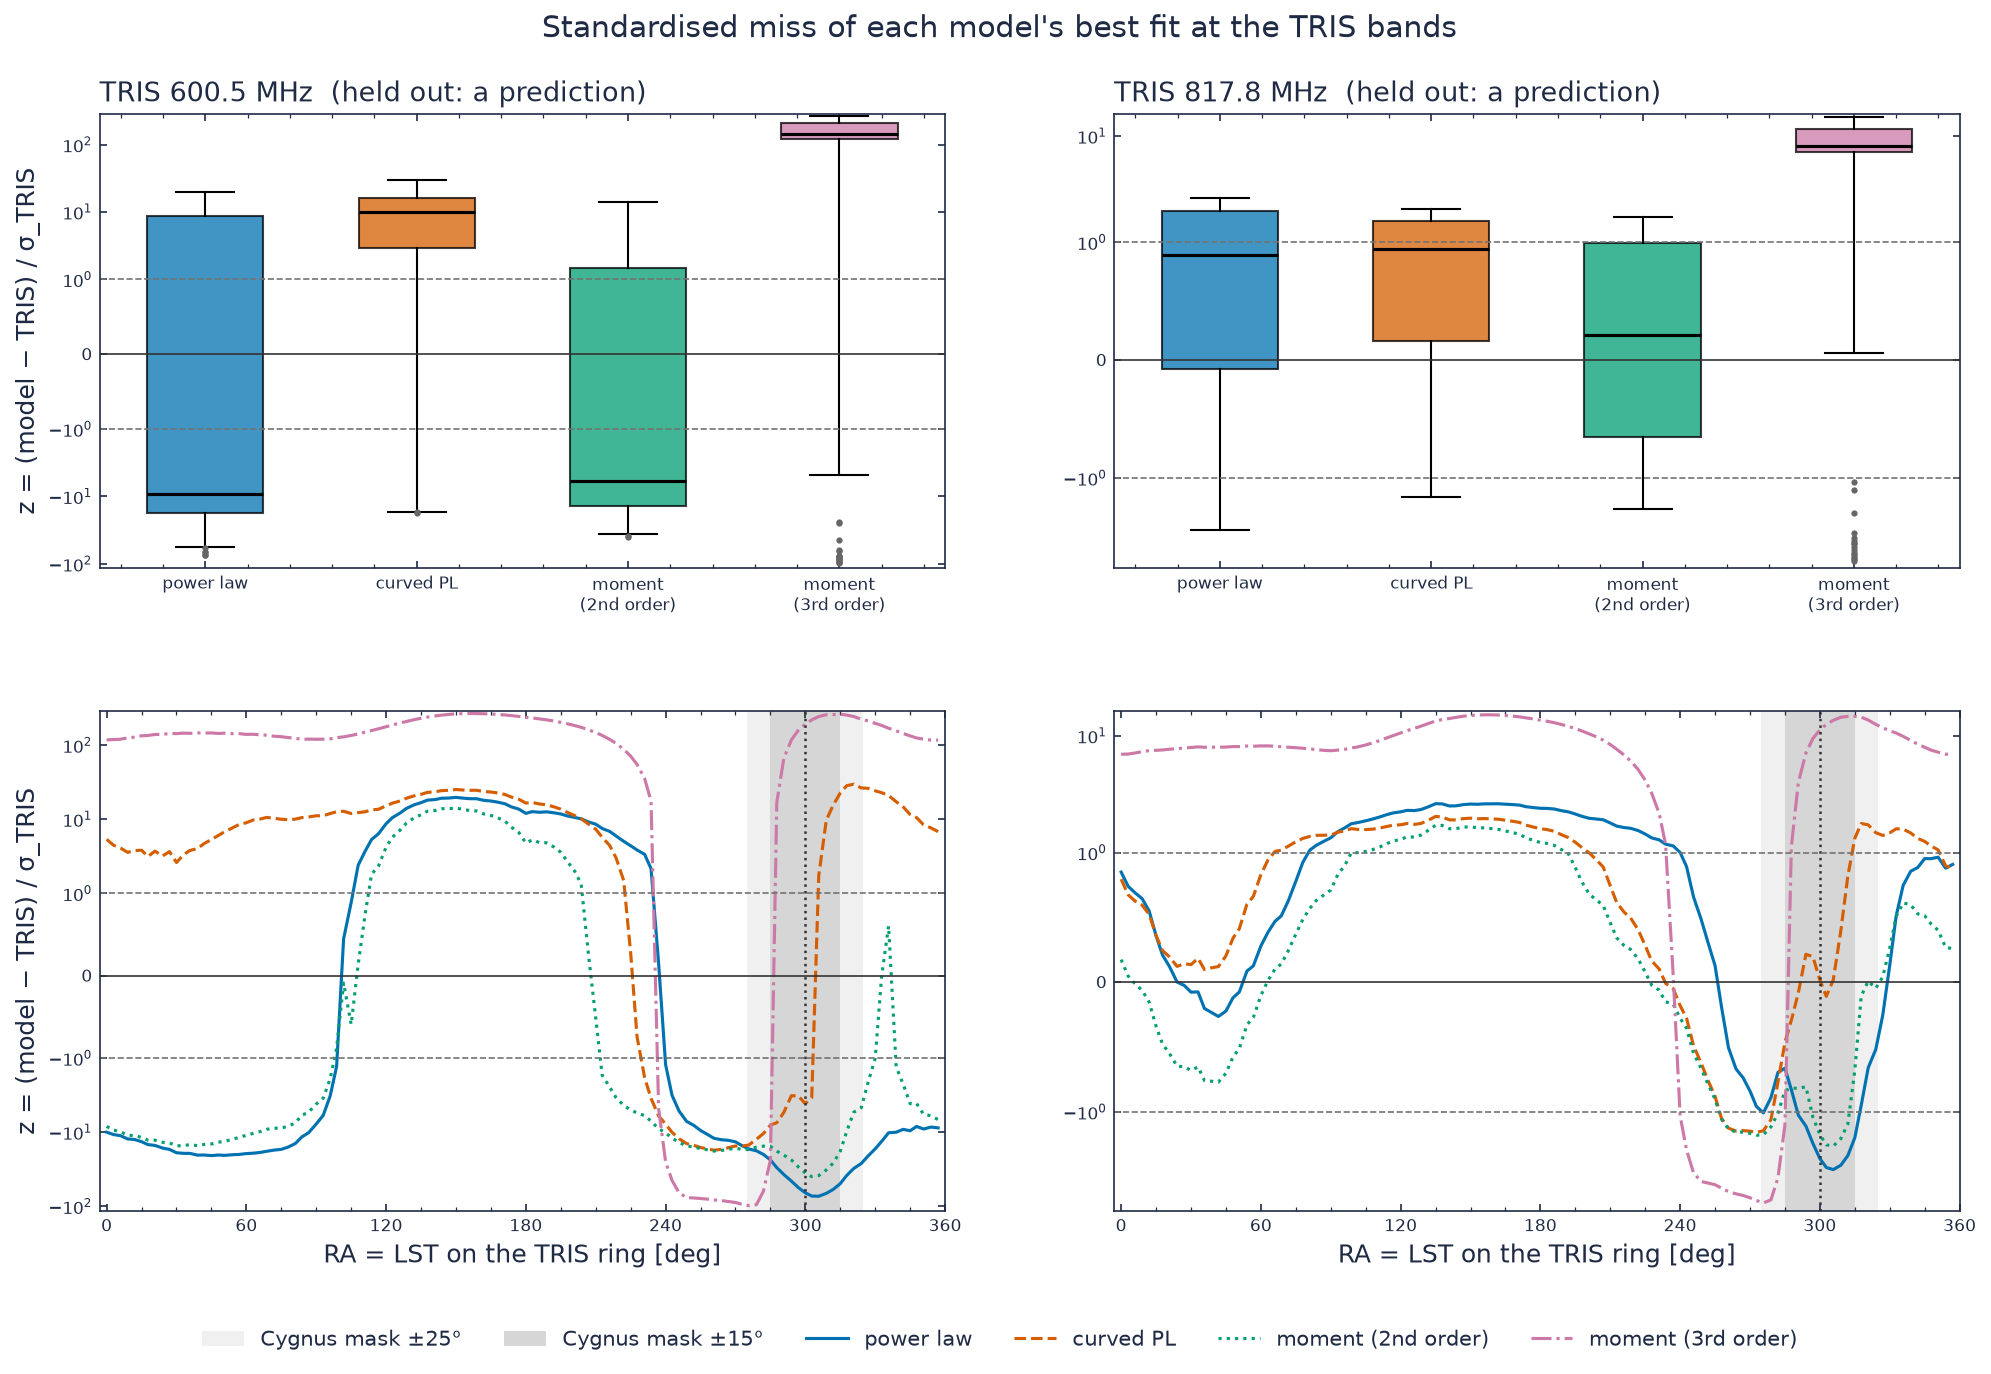 Standardised miss of each model's best fit at the TRIS bands
TRIS 600.5 MHz  (held out: a prediction)
z = (model − TRIS) / σ_TRIS
10²
10¹
10⁰
0
−10⁰
−10¹
−10²
power law
curved PL
moment
(2nd order)
moment
(3rd order)
TRIS 817.8 MHz  (held out: a prediction)
10¹
10⁰
0
−10⁰
power law
curved PL
moment
(2nd order)
moment
(3rd order)
z = (model − TRIS) / σ_TRIS
10²
10¹
10⁰
0
−10⁰
−10¹
−10²
0 60 120 180 240 300 360
RA = LST on the TRIS ring [deg]
10¹
10⁰
0
−10⁰
0 60 120 180 240 300 360
RA = LST on the TRIS ring [deg]
Cygnus mask ±25° Cygnus mask ±15° power law curved PL moment (2nd order) moment (3rd order)